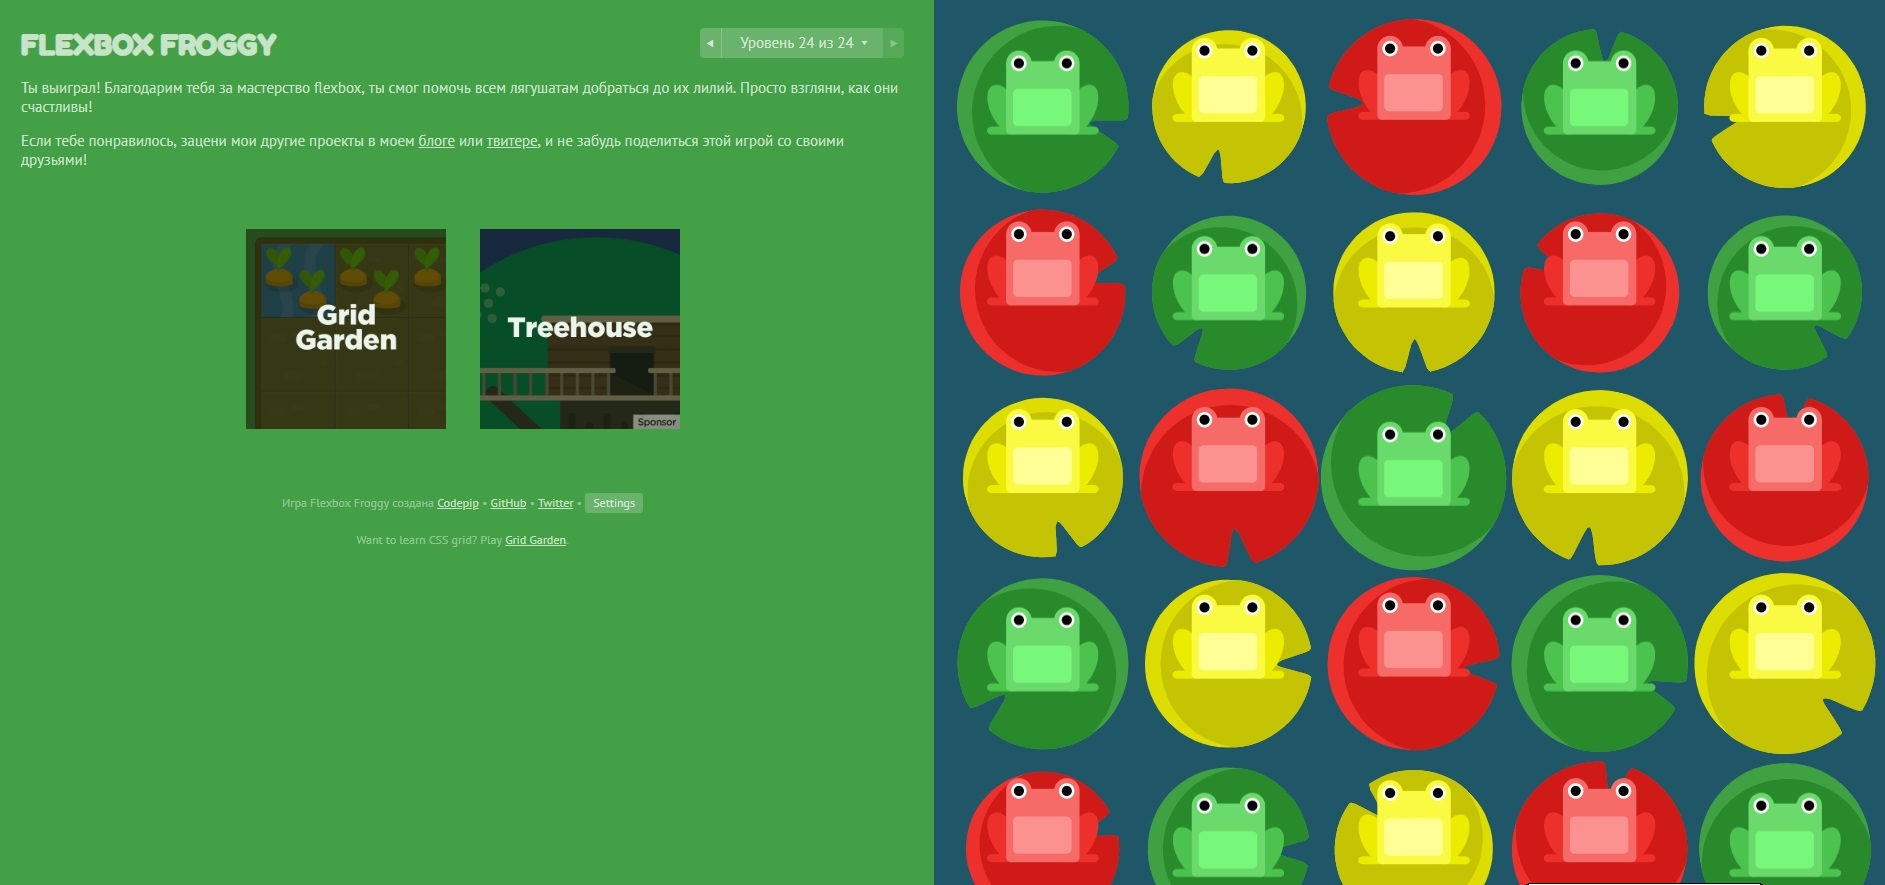 FLEXBOX FROGGY
Уровень 24 из 24
Ты выиграл! Благодарим тебя за мастерство flexbox, ты смог помочь всем лягушатам добраться до их лилий. Просто взгляни, как они
счастливы!
Если тебе понравилось, зацени мои другие проекты в моем блоге или твитере, и не забудь поделиться этой игрой со своими
друзьями!
Grid
Garden
Treehouse
Sponsor
Игра Flexbox Froggy создана Codepip • GitHub • Twitter • Settings
Want to learn CSS grid? Play Grid Garden.